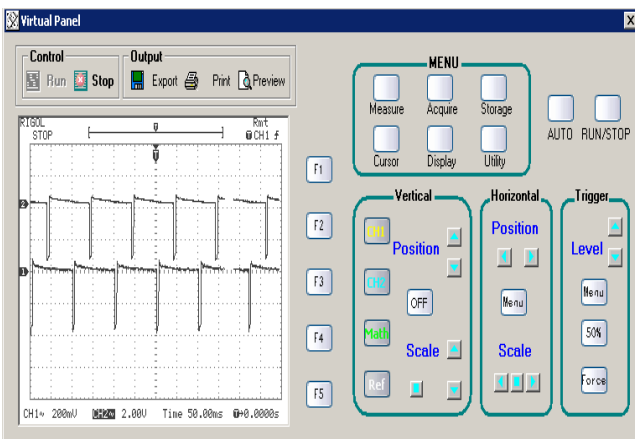 Virtual Panel
Control
Run Stop
Output
Export Print Preview
RIGOL
STOP
Rmt
CH1
2
1
CH1~ 200mV CH2~ 2.00V Time 50.00ms 0.0000s
F1
F2
F3
F4
F5
MENU
Measure Acquire Storage
Cursor Display Utility
AUTO RUN/STOP
Vertical
CH1
Position
CH2
OFF
Math
Scale
Ref
Horizontal
Position
Menu
Scale
Trigger
Level
Menu
50%
Force